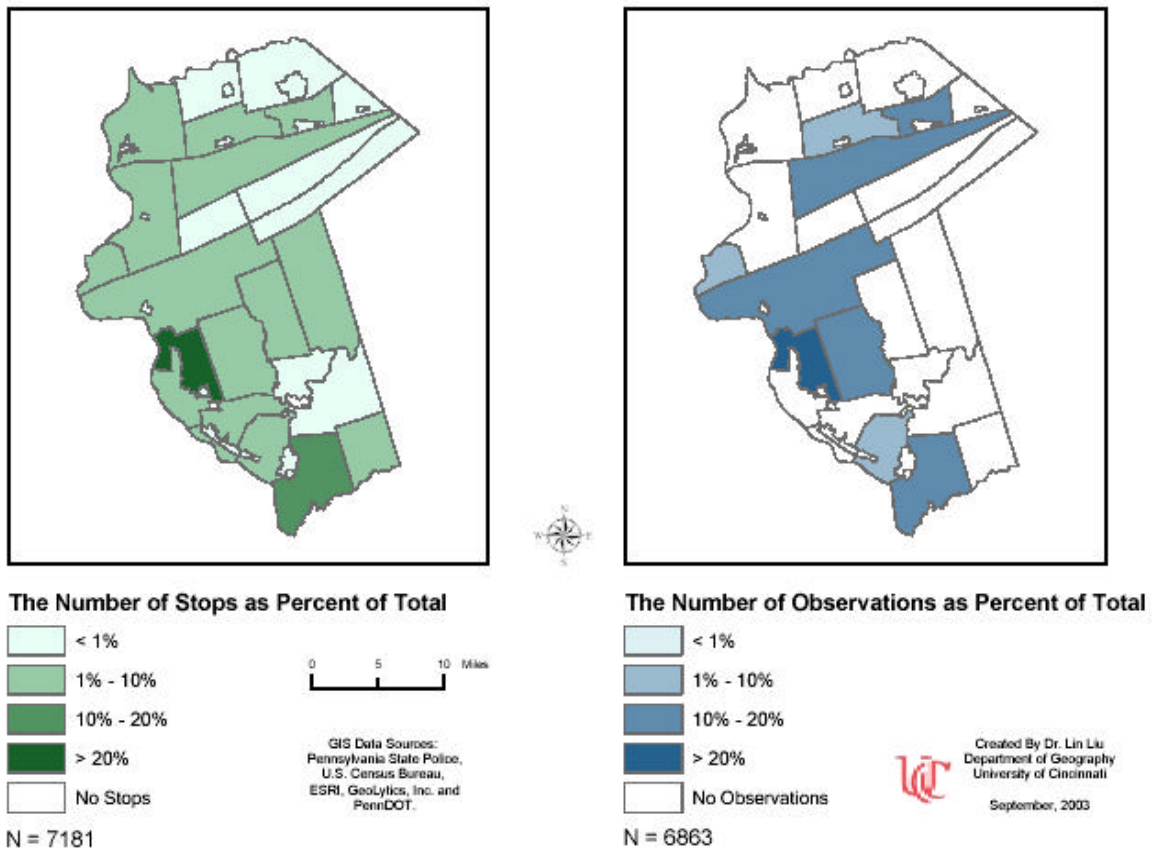 N
W E
S
The Number of Stops as Percent of Total
< 1%
1% - 10%
10% - 20%
> 20%
No Stops
N = 7181
0 5 10 Miles
GIS Data Sources:
Pennsylvania State Police,
U.S. Census Bureau,
ESRI, GeoLytics, Inc. and
PennDOT.
The Number of Observations as Percent of Total
< 1%
1% - 10%
10% - 20%
> 20%
No Observations
N = 6863
UC
Created By Dr. Lin Liu
Department of Geography
University of Cincinnati
September, 2003